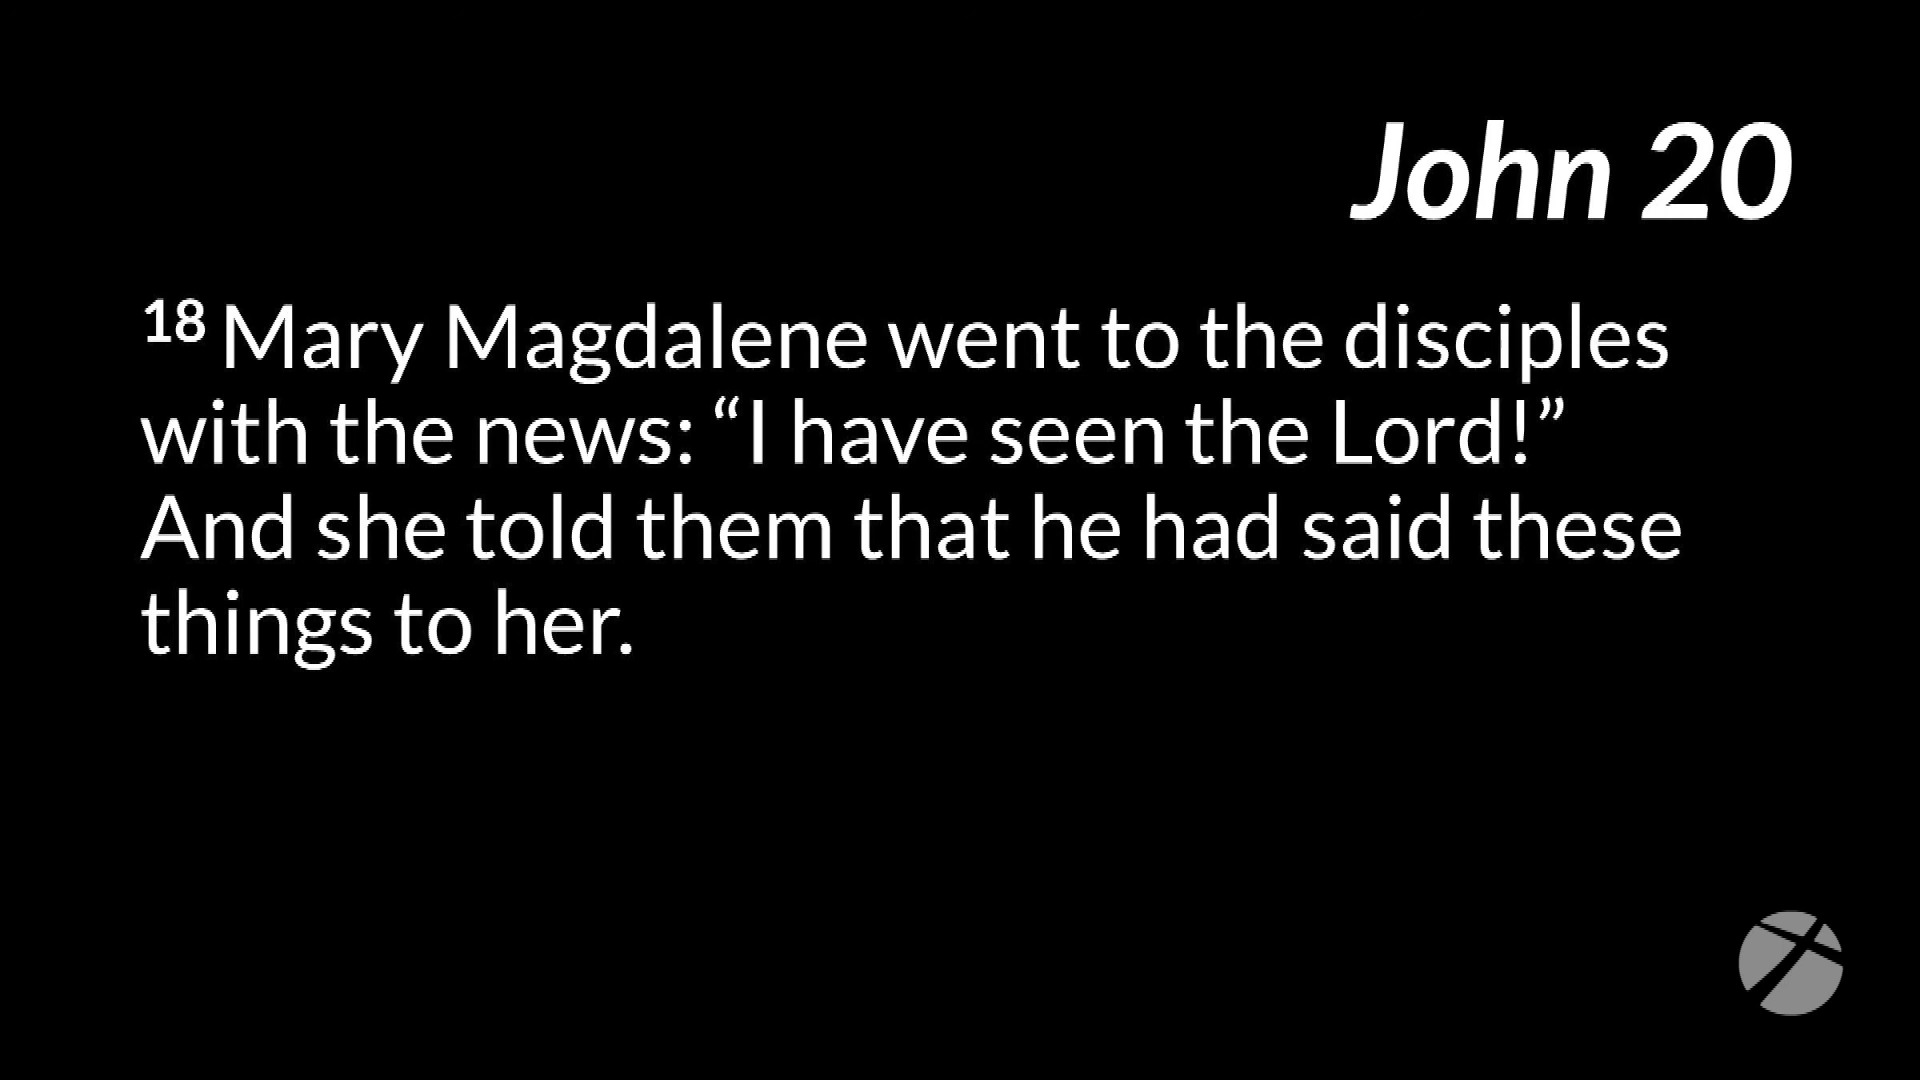 John 20
18 Mary Magdalene went to the disciples
with the news: “I have seen the Lord!”
And she told them that he had said these
things to her.